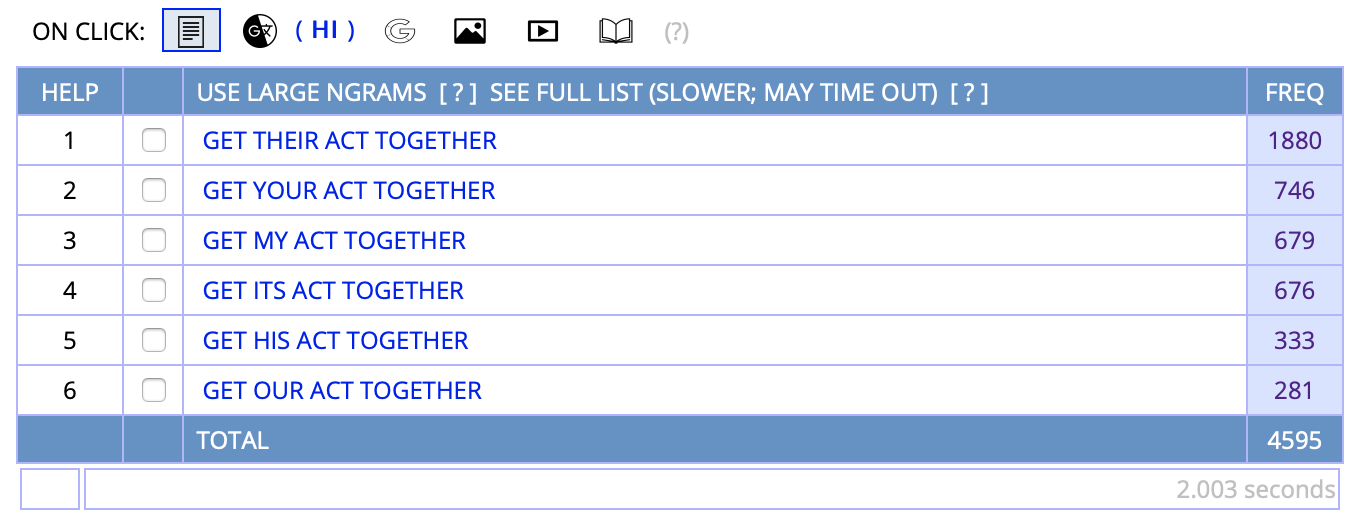 ON CLICK: ( HI ) (?)
HELP USE LARGE NGRAMS [ ? ] SEE FULL LIST (SLOWER; MAY TIME OUT) [ ? ] FREQ
1 GET THEIR ACT TOGETHER 1880
2 GET YOUR ACT TOGETHER 746
3 GET MY ACT TOGETHER 679
4 GET ITS ACT TOGETHER 676
5 GET HIS ACT TOGETHER 333
6 GET OUR ACT TOGETHER 281
TOTAL 4595
2.003 seconds